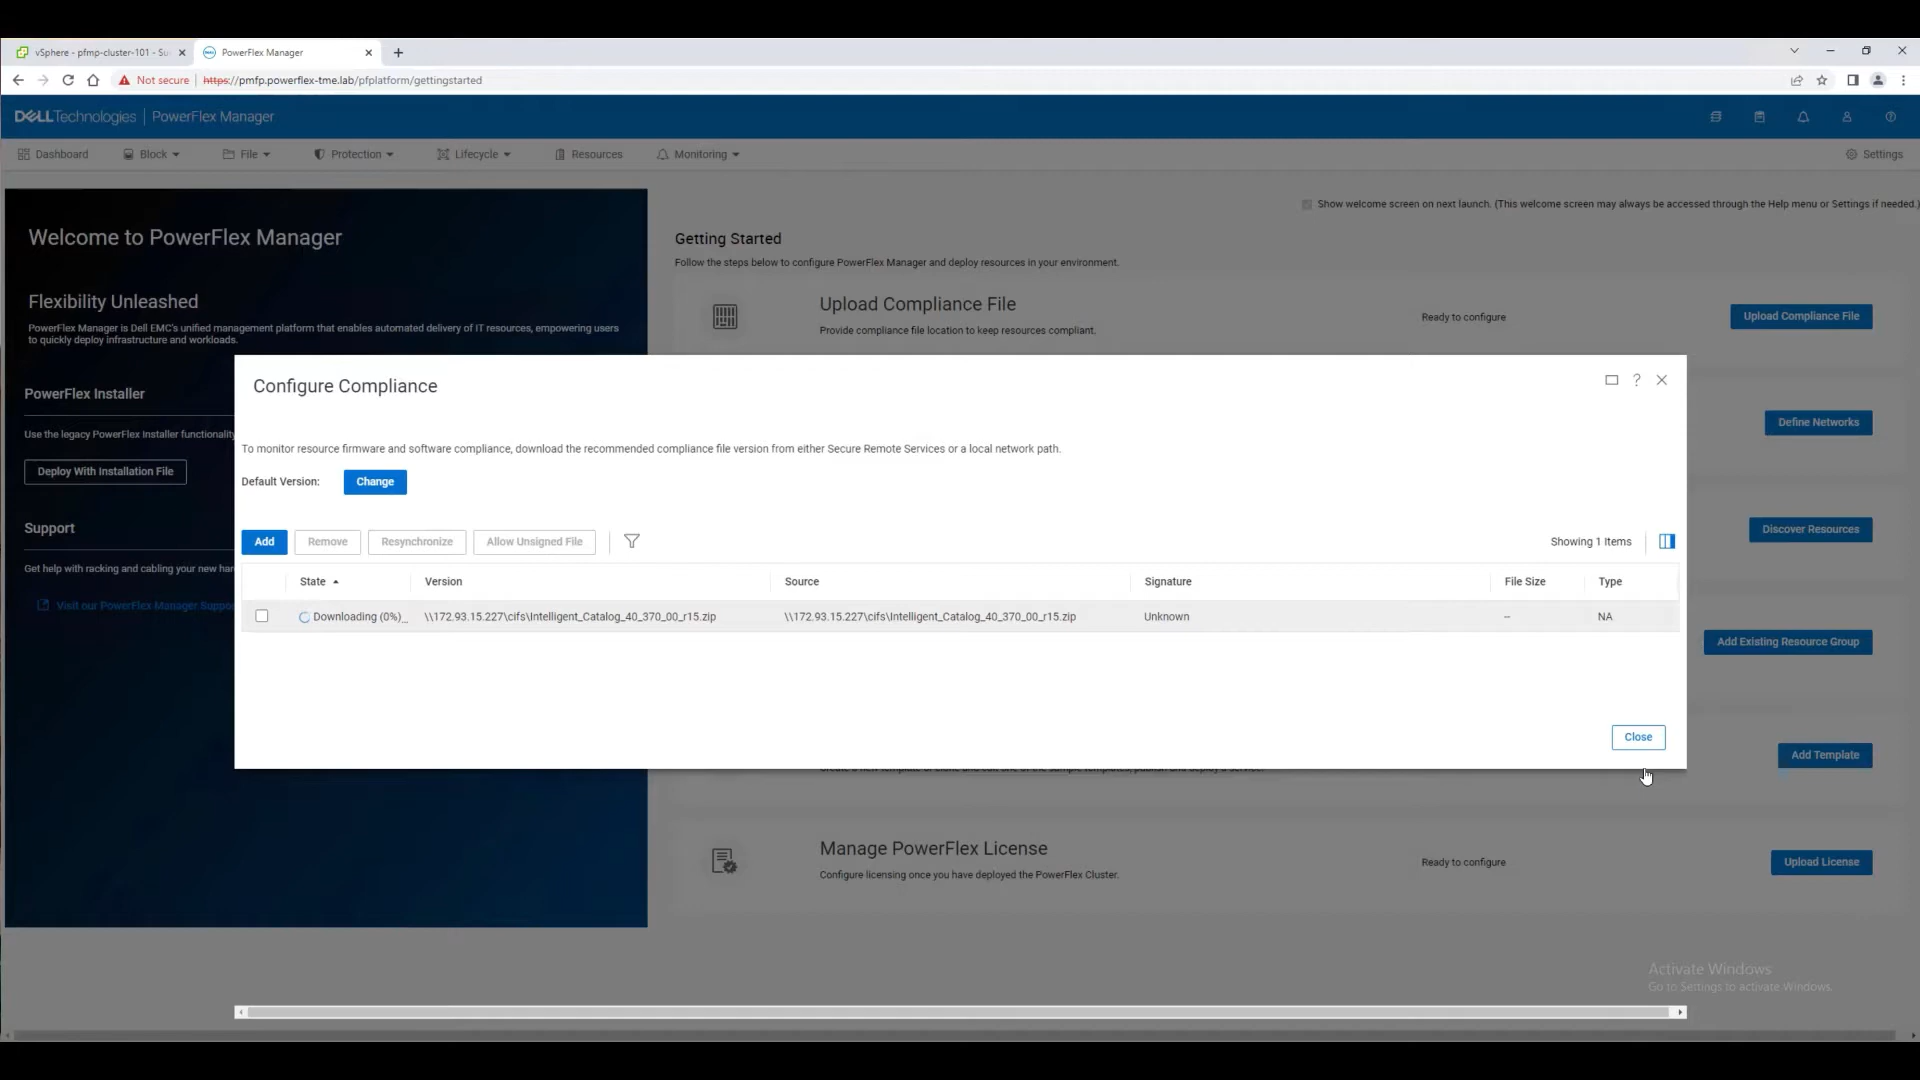 vSphere - pfmp-cluster-101 - Su
PowerFlex Manager
Not secure
https://pmfp.powerflex-tme.lab/pfplatform/gettingstarted
DELLTechnologies
PowerFlex Manager
Dashboard
Block
File
Protection
Lifecycle
Resources
Monitoring
Settings
Show welcome screen on next launch. (This welcome screen may always be accessed through the Help menu or Settings if needed.)
Welcome to PowerFlex Manager
Flexibility Unleashed
PowerFlex Manager is Dell EMC's unified management platform that enables automated delivery of IT resources, empowering users
to quickly deploy infrastructure and workloads.
PowerFlex Installer
Use the legacy PowerFlex Installer functionality
Deploy With Installation File
Support
Get help with racking and cabling your new har
Visit our PowerFlex Manager Suppo
Getting Started
Follow the steps below to configure PowerFlex Manager and deploy resources in your environment.
Upload Compliance File
Provide compliance file location to keep resources compliant.
Ready to configure
Upload Compliance File
Define Networks
Discover Resources
Add Existing Resource Group
Add Template
Configure Compliance
?
To monitor resource firmware and software compliance, download the recommended compliance file version from either Secure Remote Services or a local network path.
Default Version:
Change
Add
Remove
Resynchronize
Allow Unsigned File
Showing 1 Items
State
Version
Source
Signature
File Size
Type
Downloading (0%)_
\\172.93.15.227\cifs\Intelligent_Catalog_40_370_00_r15.zip
\\172.93.15.227\cifs\Intelligent_Catalog_40_370_00_r15.zip
Unknown
--
NA
Close
Manage PowerFlex License
Configure licensing once you have deployed the PowerFlex Cluster.
Ready to configure
Upload License
Activate Windows
Go to Settings to activate Windows.